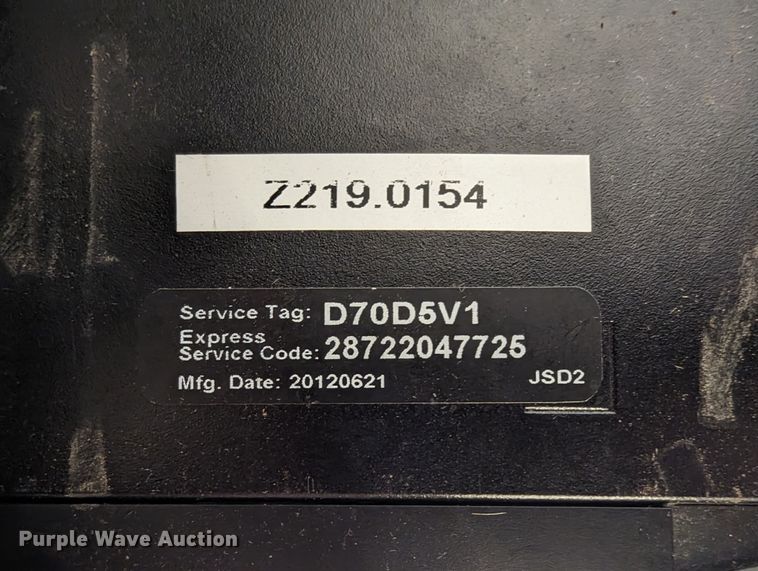 Z219.0154
Service Tag: D70D5V1
Express
Service Code: 28722047725
Mfg. Date: 20120621 JSD2
Purple Wave Auction